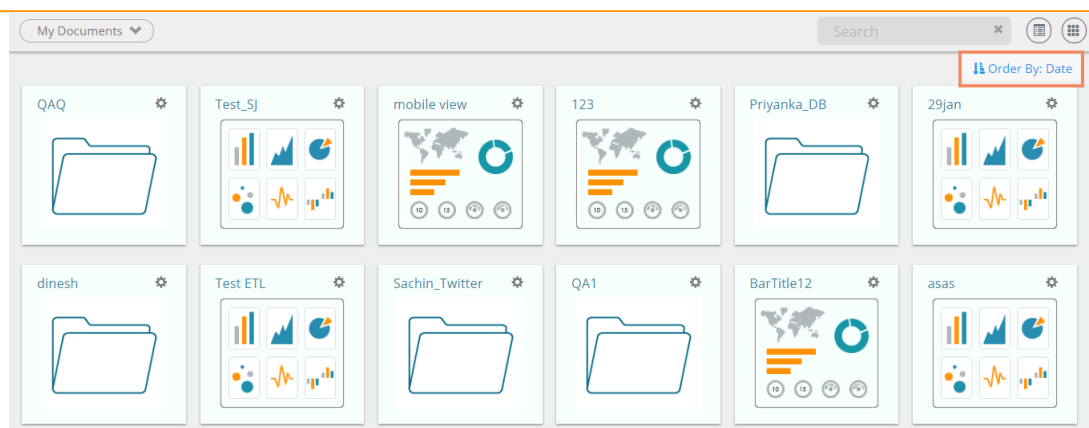 My Documents
Search
Order By: Date
QAQ
Test_SJ
mobile view
123
Priyanka_DB
29jan
10 15
10 15
dinesh
Test ETL
Sachin_Twitter
QA1
BarTitle12
asas
10 15